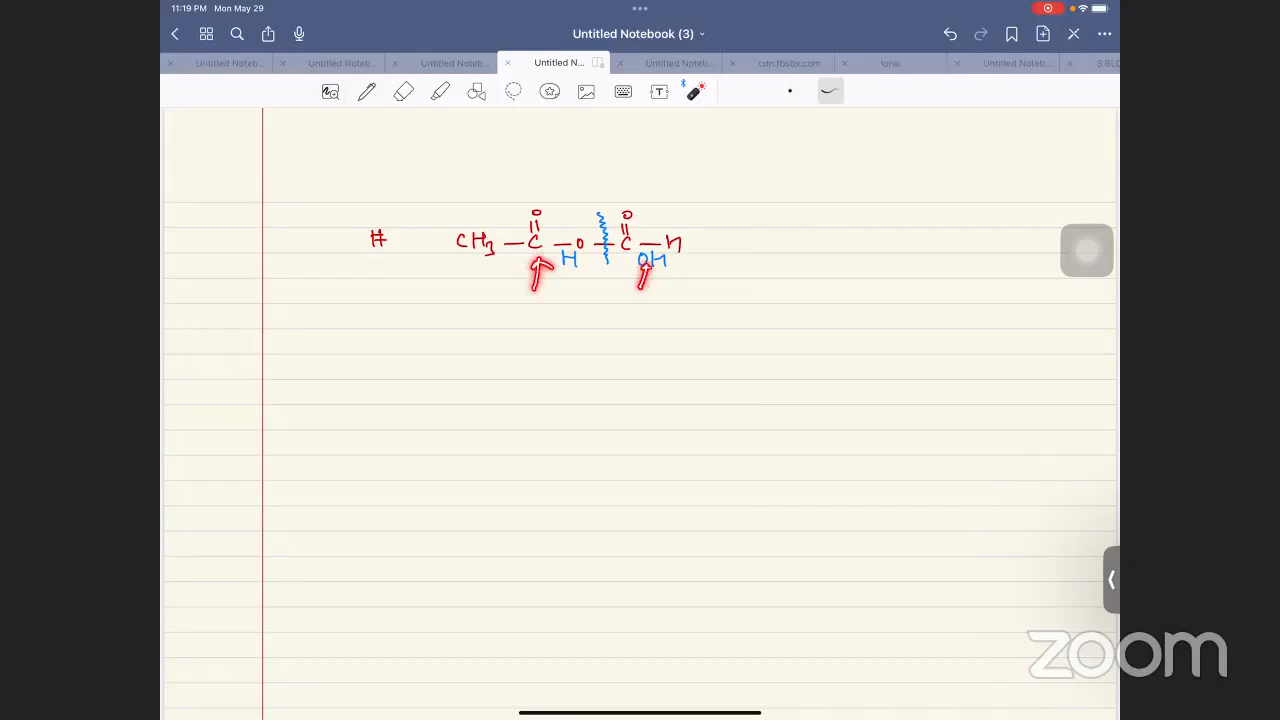 11:19 PM Mon May 29
Untitled Notebook (3)
Untitled Noteb... Untitled Noteb... Untitled Noteb... Untitled N... Untitled Noteb... cdn.fbsbx.com Ionic Untitled Noteb... S BLO
T
O O
# CH3 — C — O — C — H
H OH
zoom